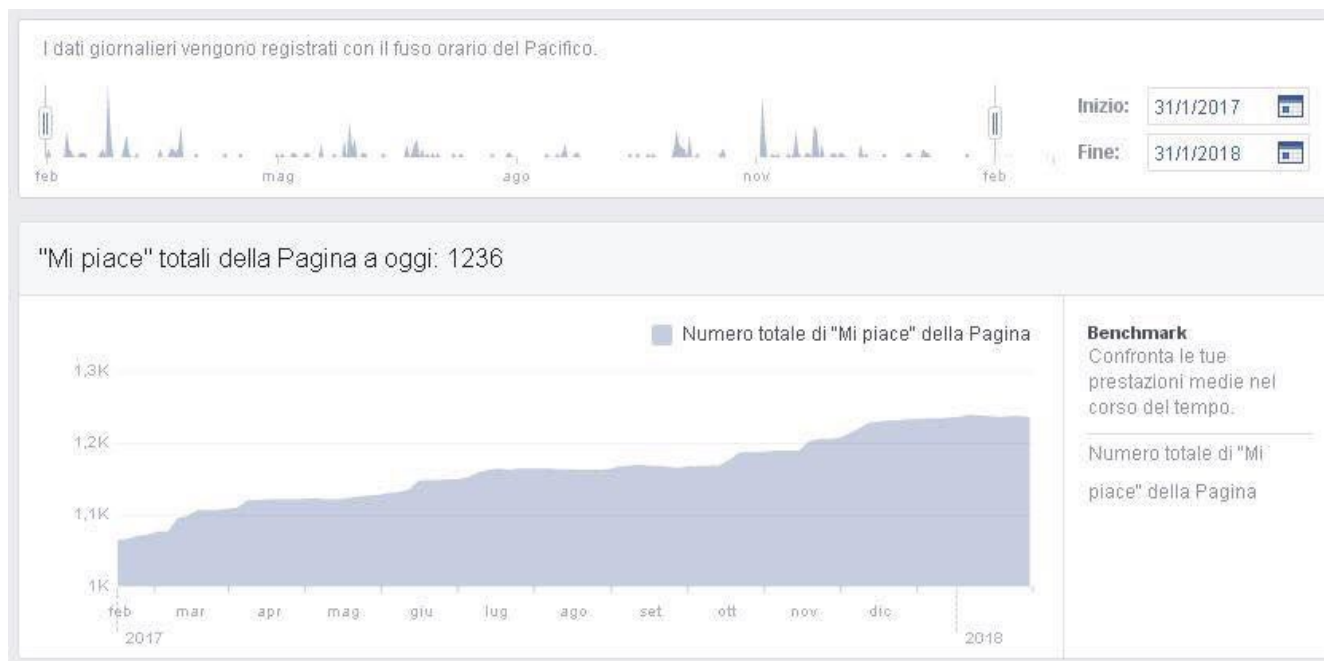 I dati giornalieri vengono registrati con il fuso orario del Pacifico.
feb mag ago nov feb
Inizio: 31/1/2017
Fine: 31/1/2018
"Mi piace" totali della Pagina a oggi: 1236
Numero totale di "Mi piace" della Pagina
1,3K
1,2K
1,1K
1K
feb mar apr mag giu lug ago set ott nov dic
2017 2018
Benchmark
Confronta le tue
prestazioni medie nel
corso del tempo.
Numero totale di "Mi
piace" della Pagina